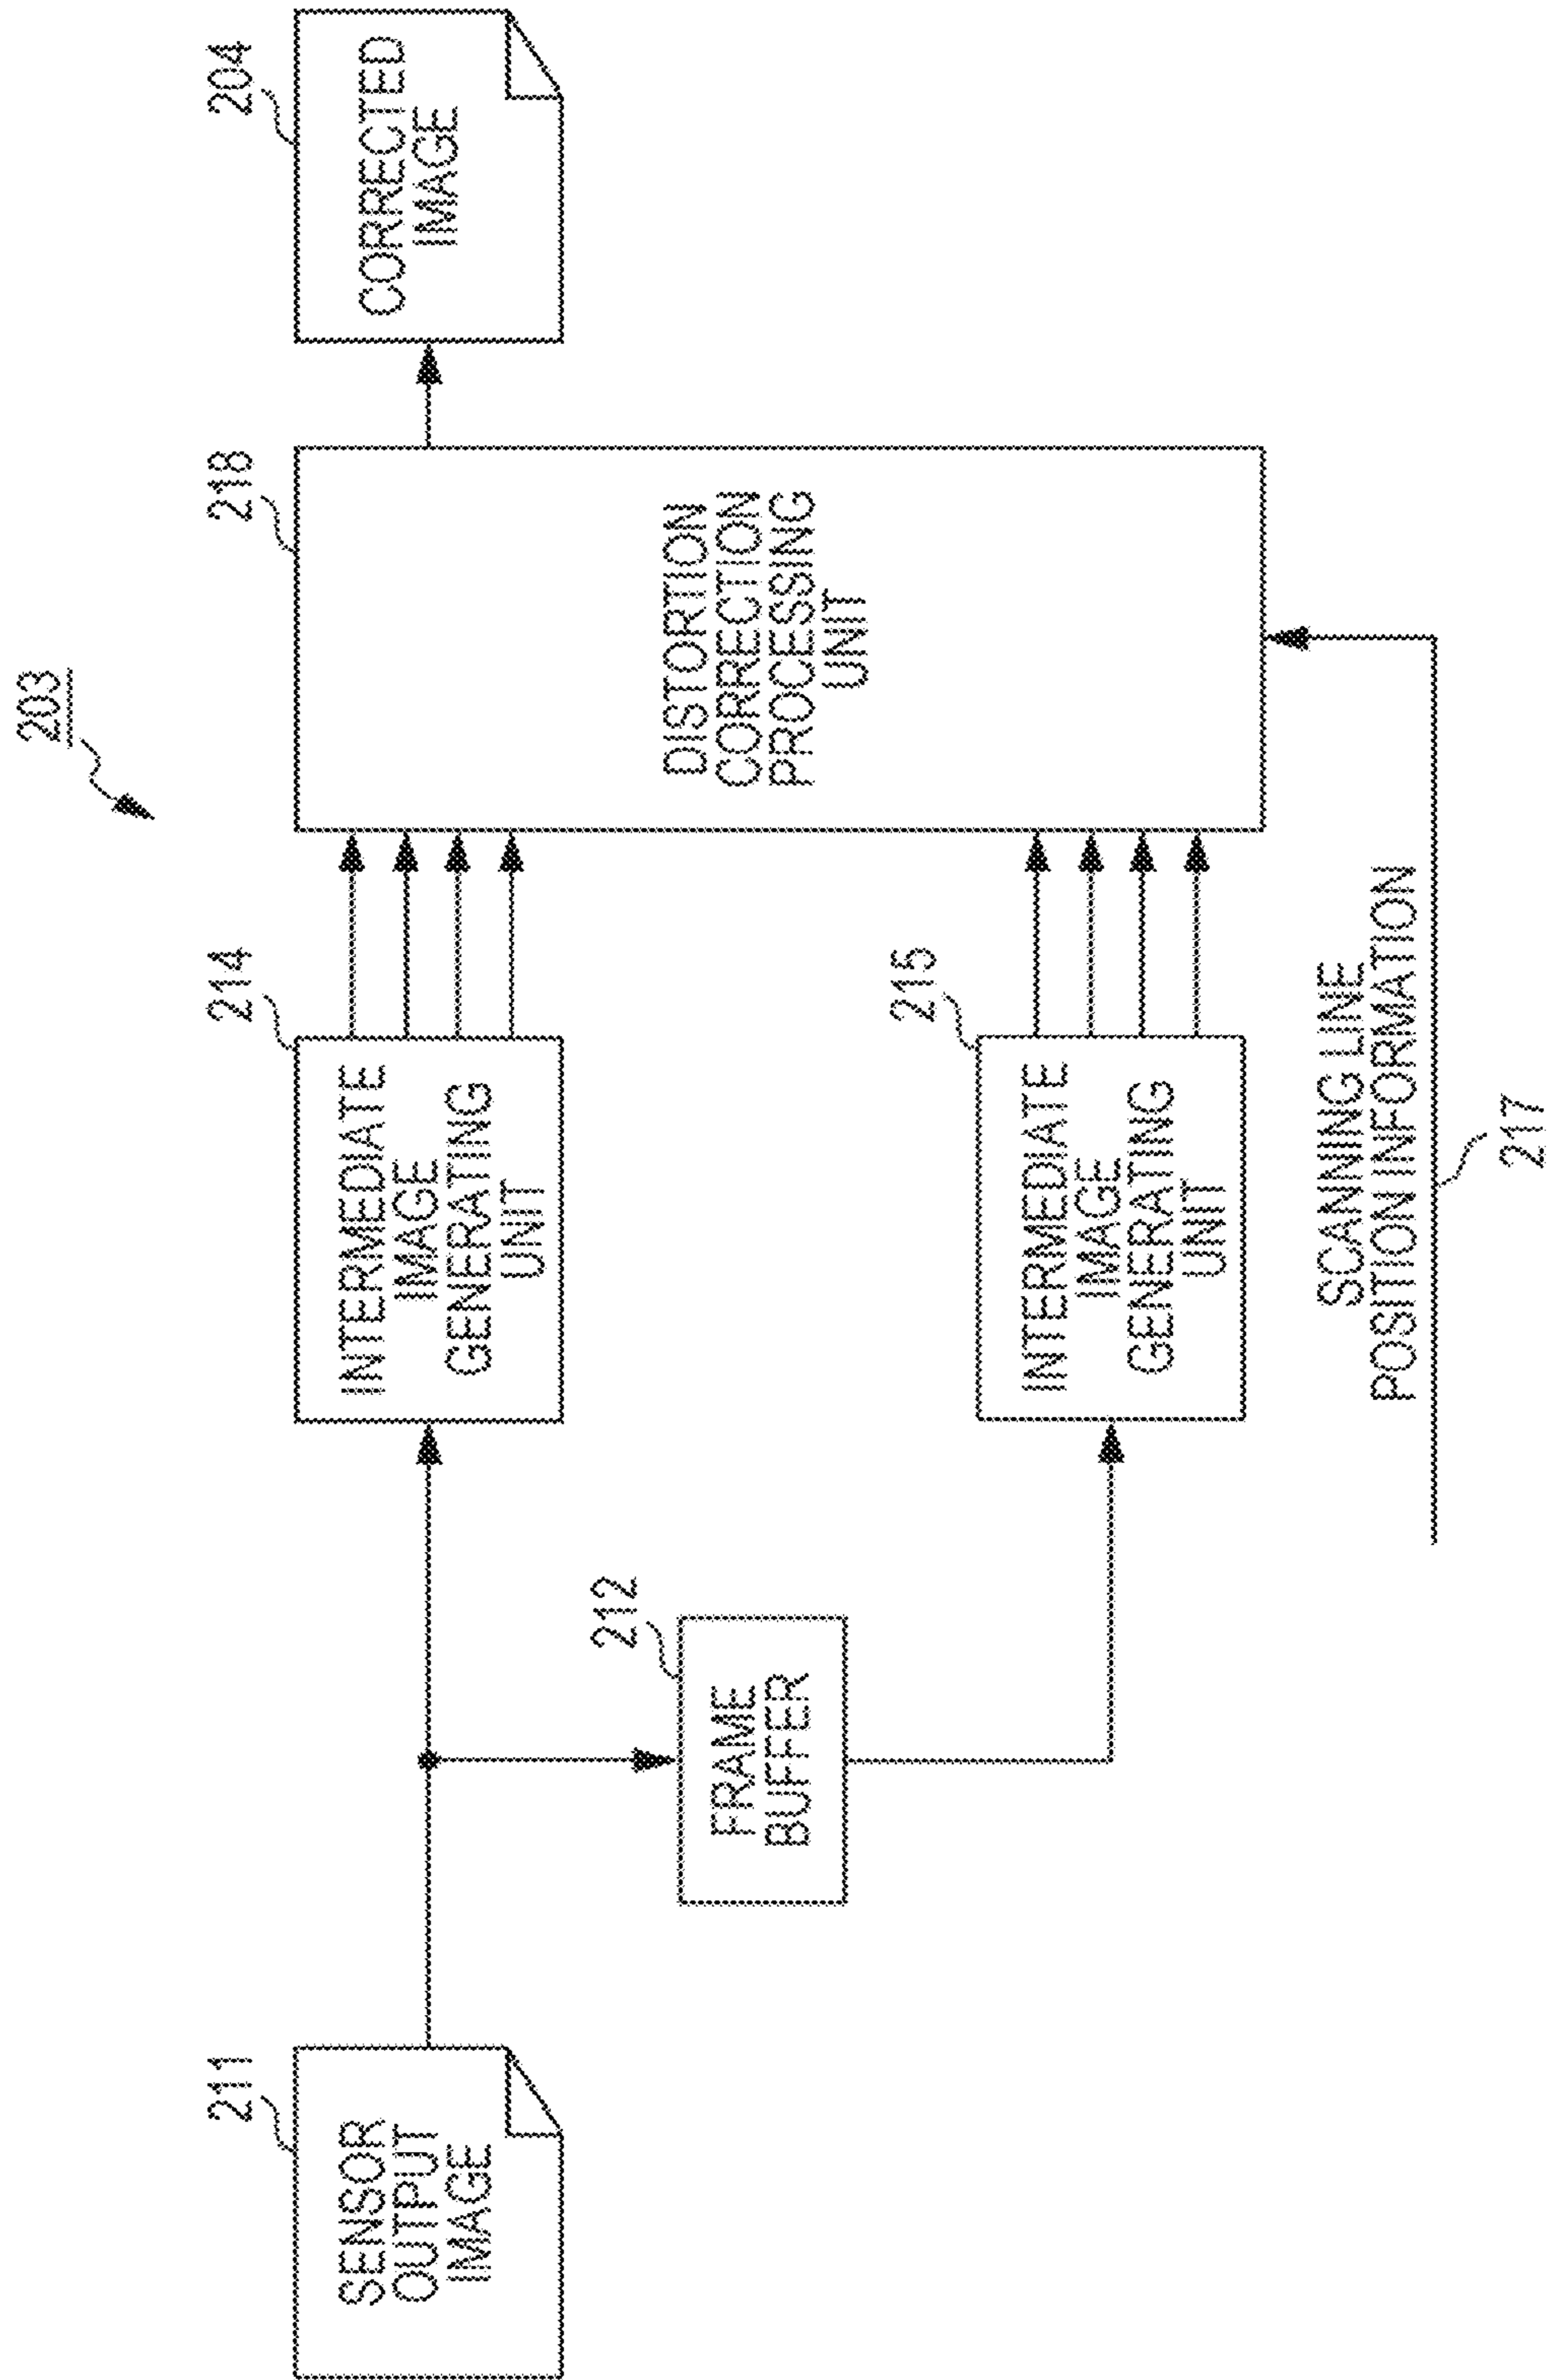 203
211
SENSOR
OUTPUT
IMAGE
212
FRAME
BUFFER
214
INTERMEDIATE
IMAGE
GENERATING
UNIT
215
INTERMEDIATE
IMAGE
GENERATING
UNIT
SCANNING LINE
POSITION INFORMATION
217
218
DISTORTION
CORRECTION
PROCESSING
UNIT
204
CORRECTED
IMAGE